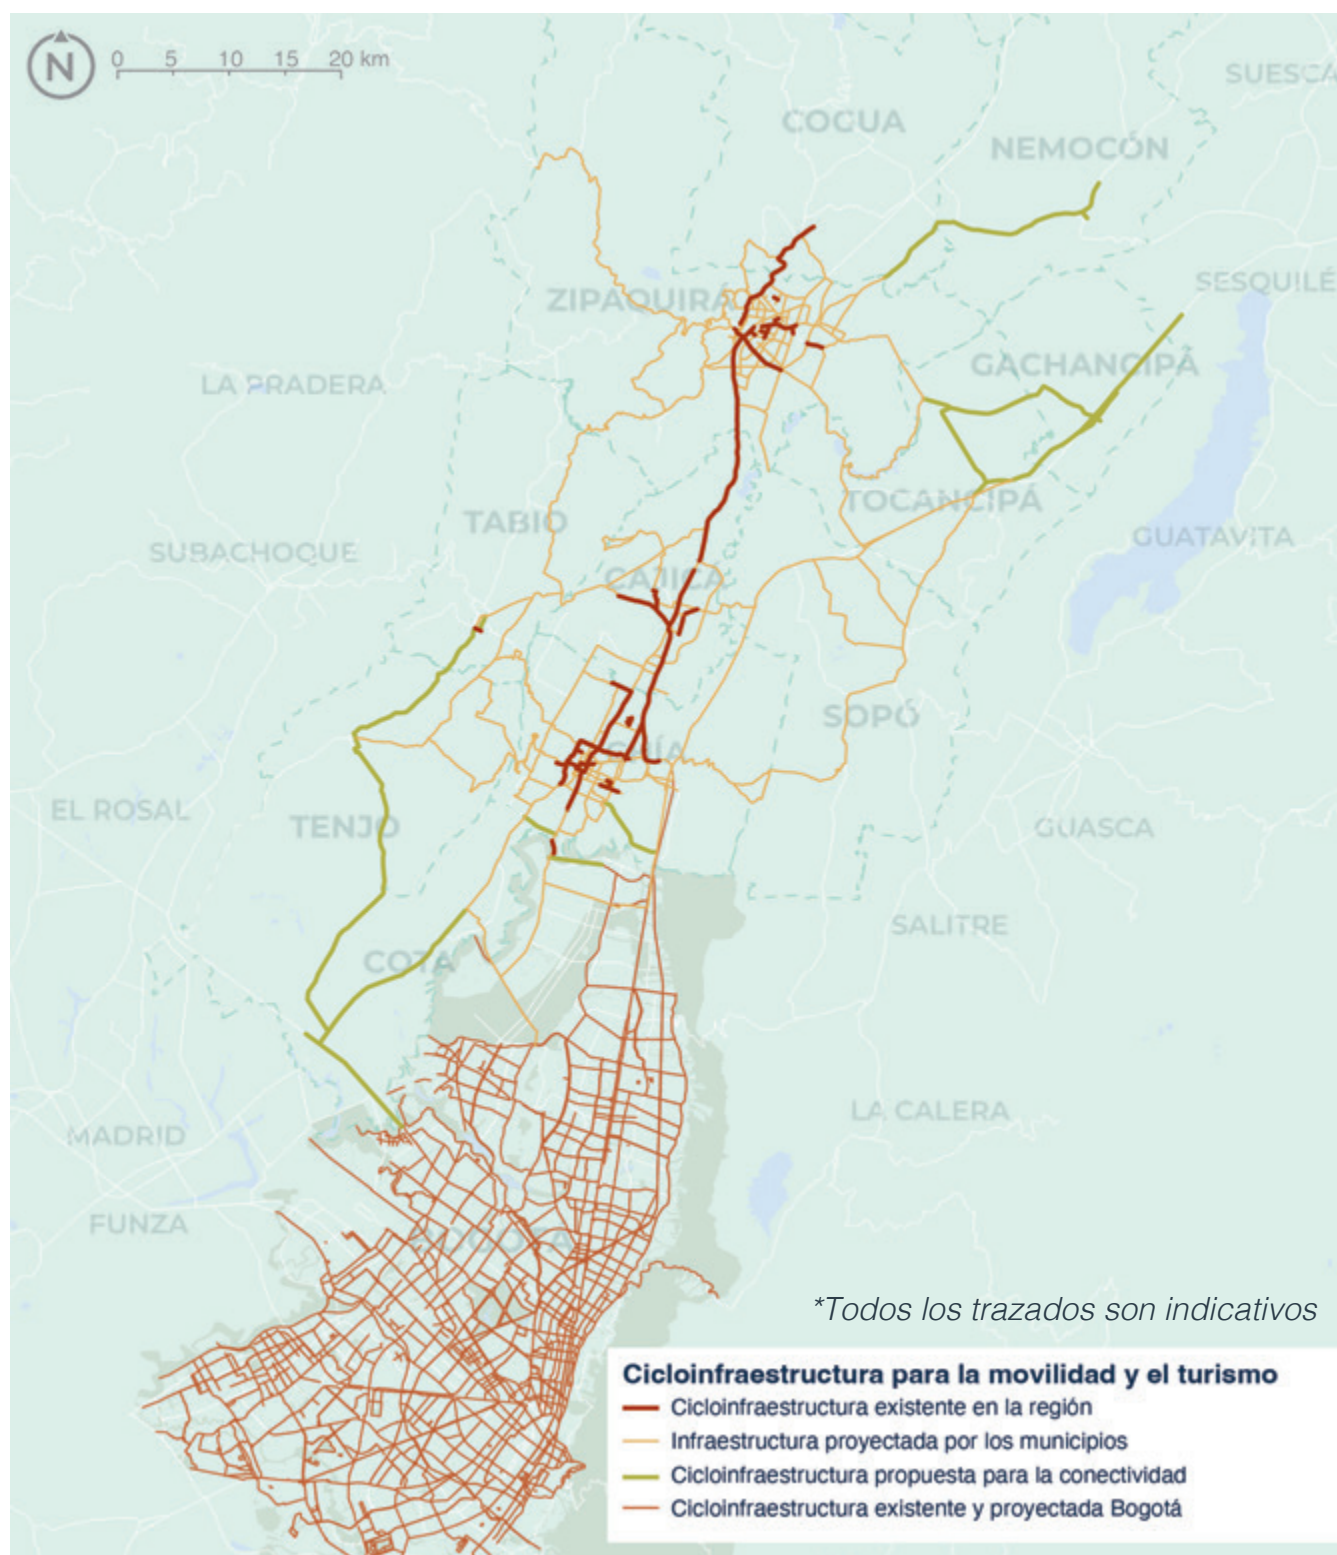 N
0 5 10 15 20 km
SUESCA
COGUA
NEMOCÓN
SESQUILÉ
ZIPAQUIRÁ
GACHANCIPÁ
LA PRADERA
TOCANCIPÁ
TABIO
GUATAVITA
SUBACHOQUE
CAJICÁ
SOPÓ
CHÍA
EL ROSAL
TENJO
GUASCA
SALITRE
COTA
LA CALERA
MADRID
FUNZA
BOGOTÁ
*Todos los trazados son indicativos
Cicloinfraestructura para la movilidad y el turismo
Cicloinfraestructura existente en la región
Infraestructura proyectada por los municipios
Cicloinfraestructura propuesta para la conectividad
Cicloinfraestructura existente y proyectada Bogotá